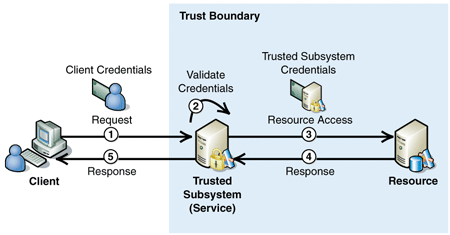 Trust Boundary
Client Credentials
Validate
Credentials
Trusted Subsystem
Credentials
2
Request
Resource Access
1
3
5
4
Response
Response
Client
Trusted
Subsystem
(Service)
Resource